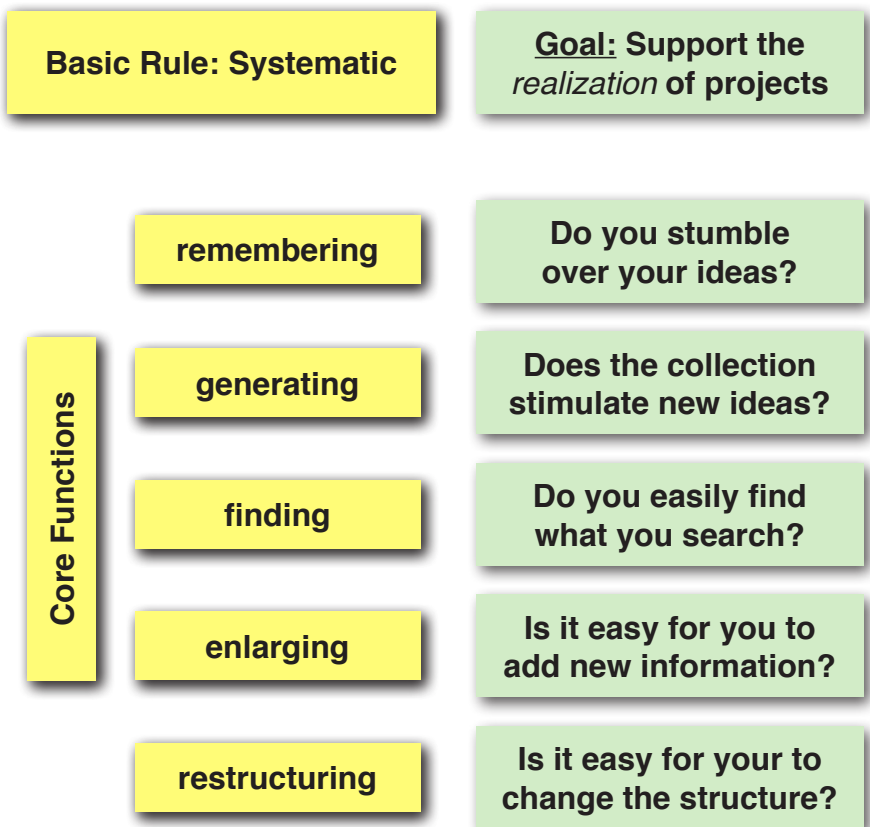 Basic Rule: Systematic
Goal: Support the
realization of projects
Core Functions
remembering
Do you stumble
over your ideas?
generating
Does the collection
stimulate new ideas?
finding
Do you easily find
what you search?
enlarging
Is it easy for you to
add new information?
restructuring
Is it easy for your to
change the structure?